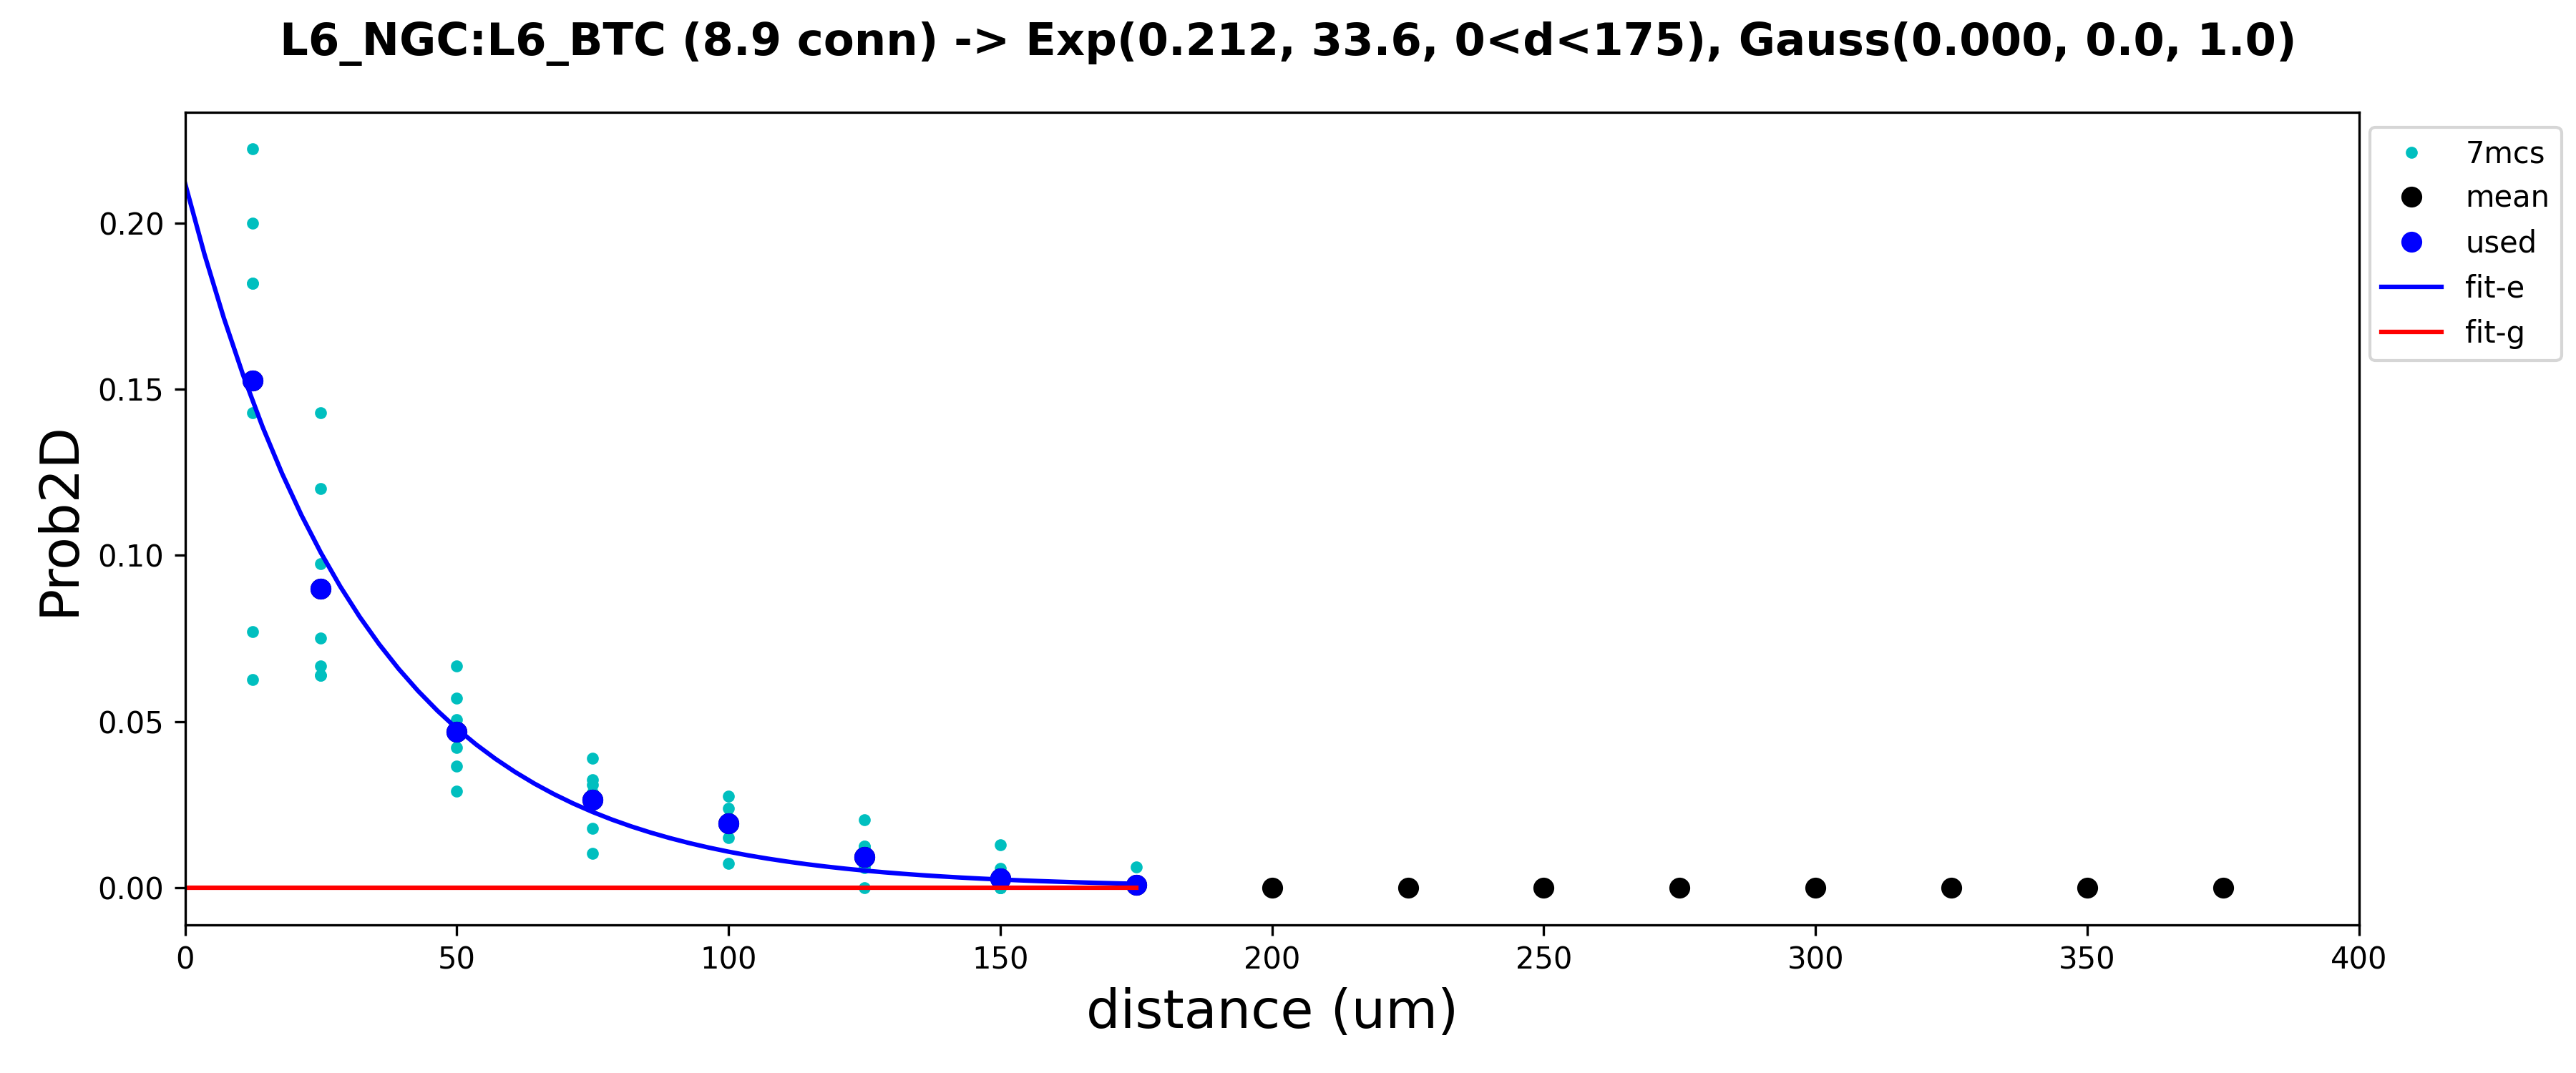 L6_NGC:L6_BTC (8.9 conn) -> Exp(0.212, 33.6, 0<d<175), Gauss(0.000, 0.0, 1.0)
7mcs
mean
used
fit-e
fit-g
Prob2D
0.20
0.15
0.10
0.05
0.00
0 50 100 150 200 250 300 350 400
distance (um)